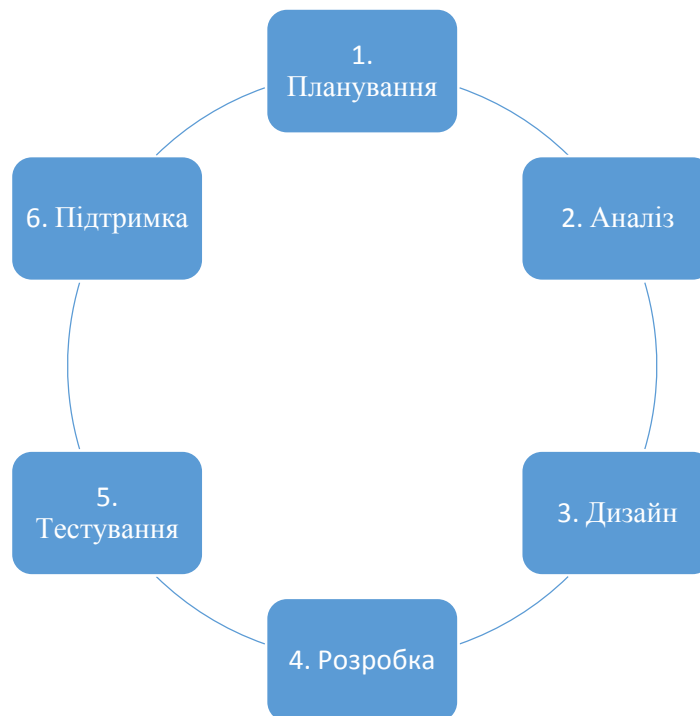 1.
Планування
2. Аналіз
3. Дизайн
4. Розробка
5.
Тестування
6. Підтримка